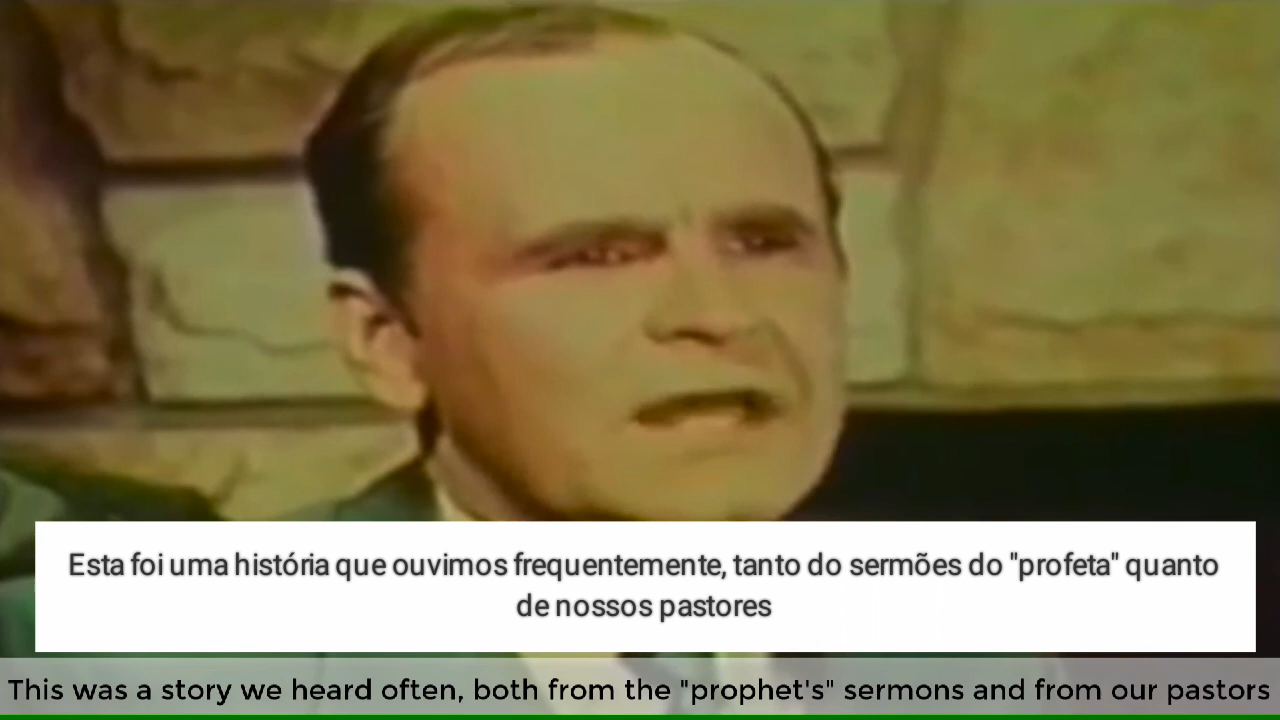 Esta foi uma história que ouvimos frequentemente, tanto do sermões do "profeta" quanto
de nossos pastores
This was a story we heard often, both from the "prophet's" sermons and from our pastors